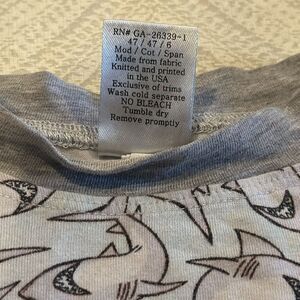 RN# GA-26339-1
47 / 47 / 6
Mod / Cot / Span
Made from fabric
Knitted and printed
in the USA
Exclusive of trims
Wash cold separate
NO BLEACH
Tumble dry
Remove promptly